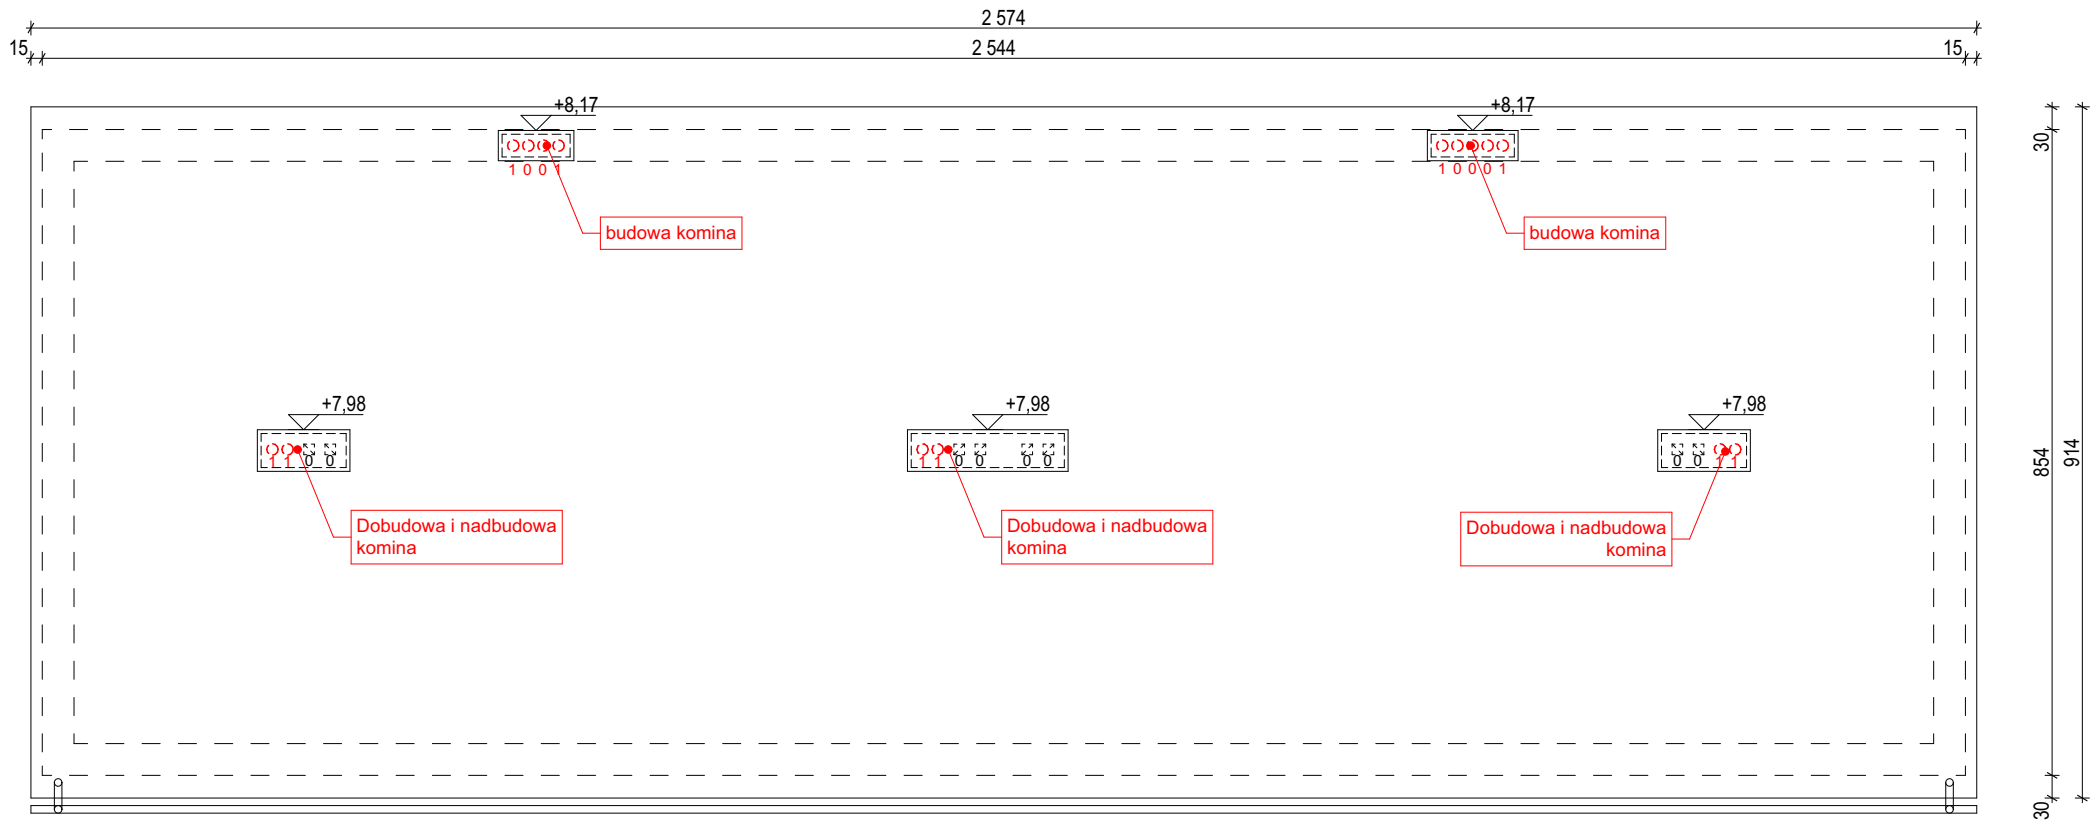 2 574
15 2 544 15
+8,17 +8,17
30
1 0 0 1 1 0 0 0 1
budowa komina budowa komina
+7,98 +7,98 +7,98
1 1 0 0 1 1 0 0 0 0 0 0 1 1
854
914
Dobudowa i nadbudowa
komina
Dobudowa i nadbudowa
komina
Dobudowa i nadbudowa
komina
30